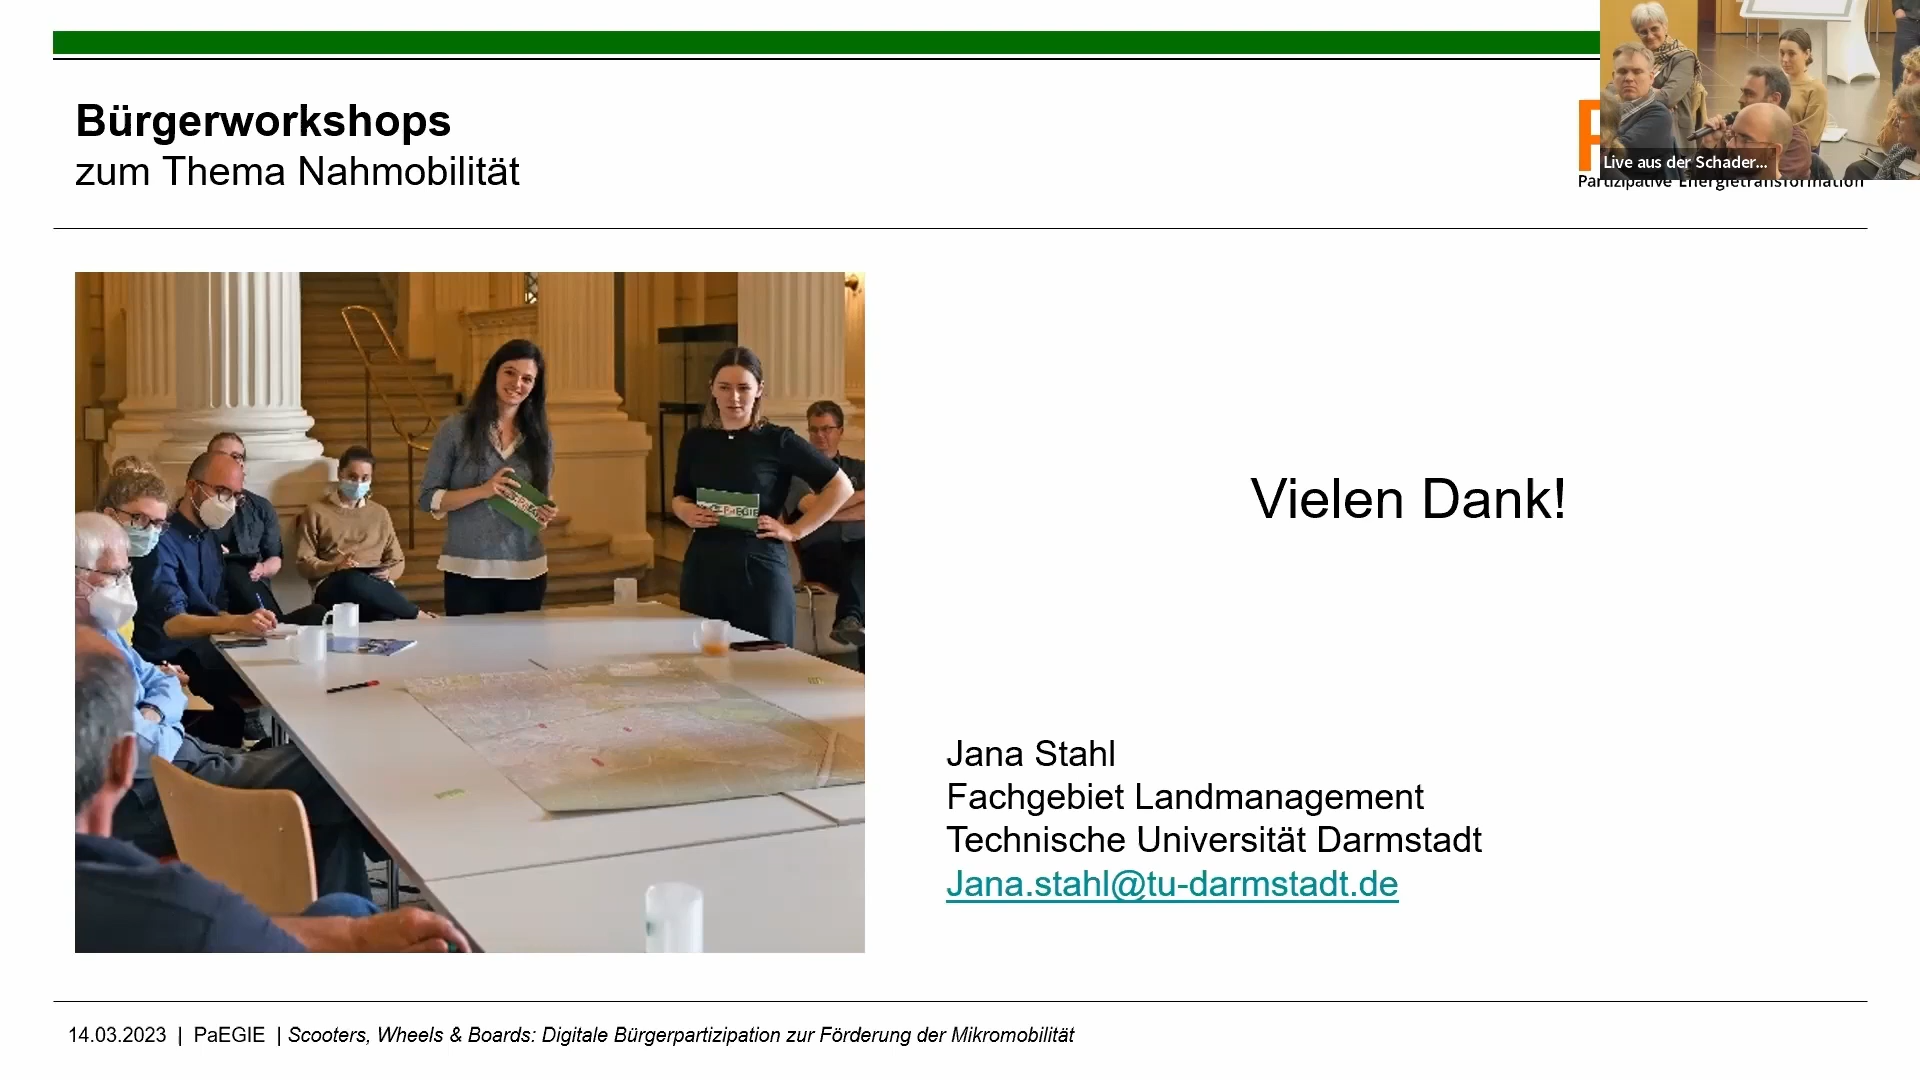 Bürgerworkshops
zum Thema Nahmobilität
Live aus der Schader...
Partizipative Energietransformation
Vielen Dank!
Jana Stahl
Fachgebiet Landmanagement
Technische Universität Darmstadt
Jana.stahl@tu-darmstadt.de
14.03.2023 | PaEGIE | Scooters, Wheels & Boards: Digitale Bürgerpartizipation zur Förderung der Mikromobilität